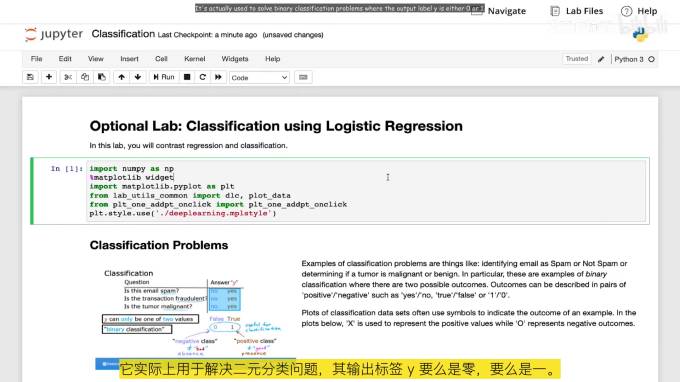 It's actually used to solve binary classification problems where the output label y is either 0 or 1.
Navigate Lab Files Help
bilibili
jupyter Classification Last Checkpoint: a minute ago (unsaved changes)
File Edit View Insert Cell Kernel Widgets Help
Trusted Python 3
Run Code
Optional Lab: Classification using Logistic Regression
In this lab, you will contrast regression and classification.
In [1]: import numpy as np
%matplotlib widget
import matplotlib.pyplot as plt
from lab_utils_common import dlc, plot_data
from plt_one_addpt_onclick import plt_one_addpt_onclick
plt.style.use('./deeplearning.mplstyle')
Classification Problems
Classification
Question Answer "y"
Is this email spam? no yes
Is the transaction fraudulent? no yes
Is the tumor malignant? no yes
y can only be one of two values
"binary classification"
False True
0 1
useful for classification
"negative class" "positive class"
absence
Examples of classification problems are things like: identifying email as Spam or Not Spam or
determining if a tumor is malignant or benign. In particular, these are examples of binary
classification where there are two possible outcomes. Outcomes can be described in pairs of
'positive'/'negative' such as 'yes'/'no, 'true'/'false' or '1'/'0'.
Plots of classification data sets often use symbols to indicate the outcome of an example. In the
plots below, 'X' is used to represent the positive values while 'O' represents negative outcomes.
它实际上用于解决二元分类问题，其输出标签 y 要么是零，要么是一。